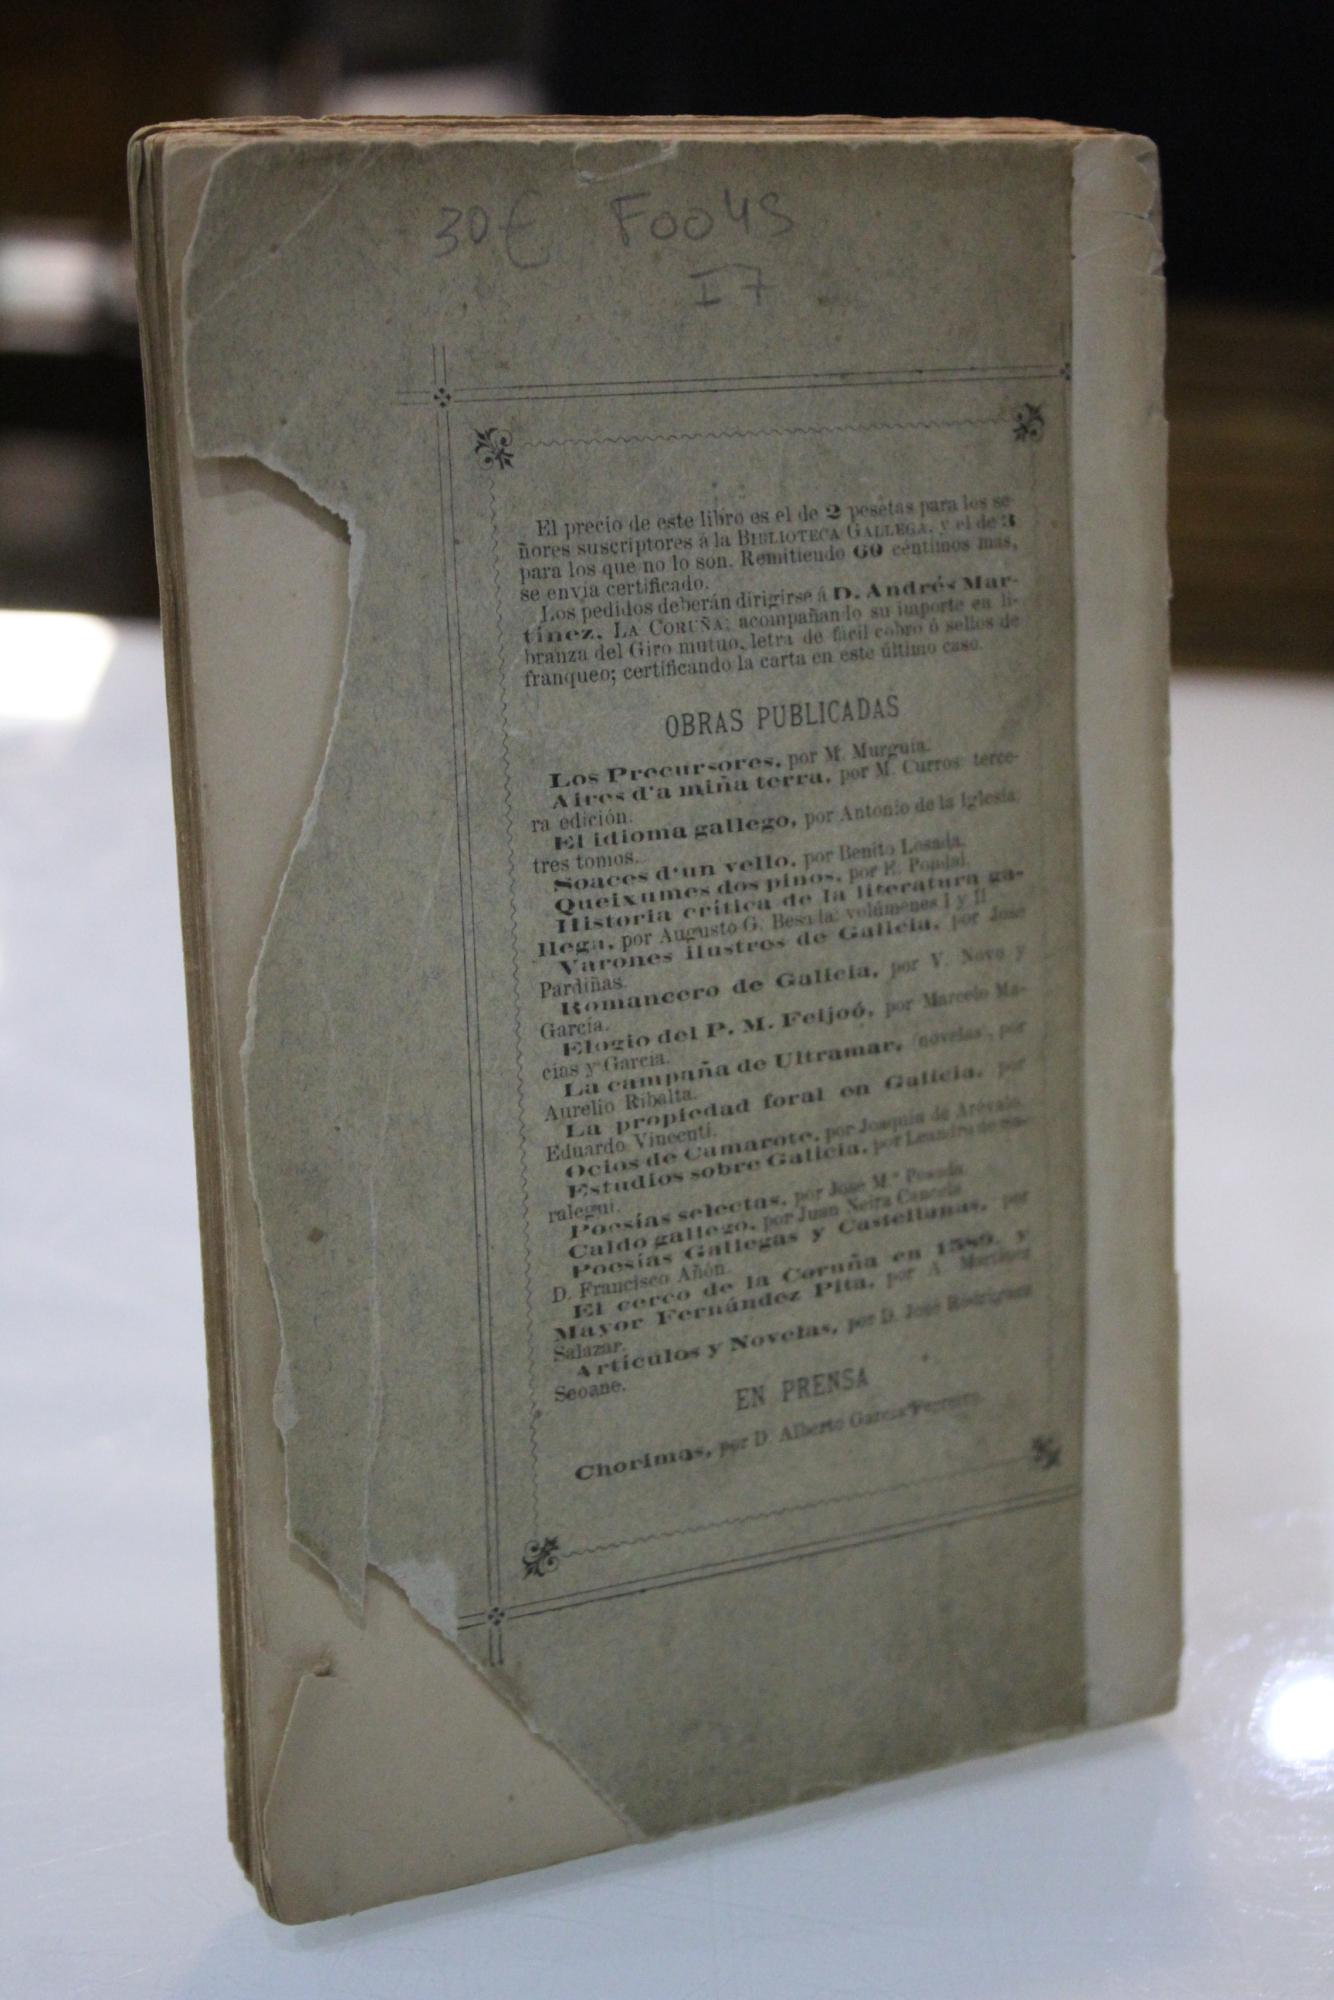 30€ F0049
I7
El precio de este libro es el de 2 pesetas para los se-
ñores suscriptores á la BIBLIOTECA GALLEGA, y el de 3
para los que no lo son. Remitiendo 60 céntimos mas,
se envia certificado.
Los pedidos deberán dirigirse á D. Andrés Mar-
tínez, LA CORUÑA; acompañando su importe en li-
branza del Giro mutuo, letra de fácil cobro ó sellos de
franqueo; certificando la carta en este último caso.
OBRAS PUBLICADAS
Los Precursores, por M. Murguía.
Aires d'a miña terra, por M. Curros terce-
ra edición.
El idioma gallego, por Antonio de la Iglesia,
tres tomos.
Soaces d'un vello, por Benito Losada.
Queixumes dos pinos, por E. Pondal.
Historia crítica de la literatura ga-
llega, por Augusto G. Besada; volúmenes I y II
Varones ilustres de Galicia, por José
Pardiñas.
Romancero de Galicia, por V. Novo y
García.
Elogio del P. M. Feijoó, por Marcelo Ma-
cías y García.
La campaña de Ultramar, (novelas), por
Aurelio Ribalta.
La propiedad foral en Galicia, por
Eduardo Vincenti.
Ocios de Camarote, por Joaquín de Arévalo.
Estudios sobre Galicia, por Leandro de Sa-
ralegui.
Poesías selectas, por José M.ª Posada
Caldo gallego, por Juan Neira Cancela
Poesías Gallegas y Castellanas, por
D. Francisco Añón.
El cerco de la Coruña en 1589, y
Mayor Fernández Pita, por A. Martínez
Salazar.
Artículos y Novelas, por D. José Rodríguez
Seoane.
EN PRENSA
Chorimas, por D. Alberto García Ferreiro.